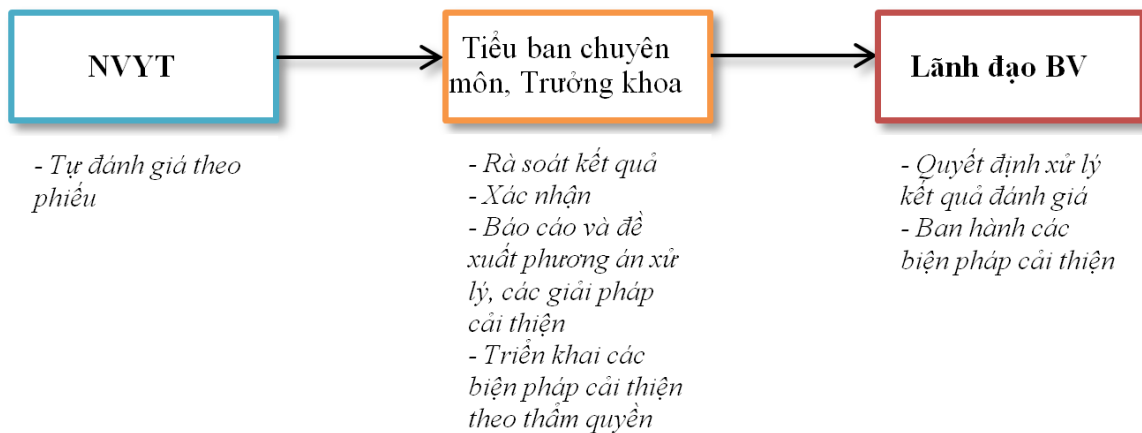 NVYT
- Tự đánh giá theo
phiếu
Tiểu ban chuyên
môn, Trưởng khoa
- Rà soát kết quả
- Xác nhận
- Báo cáo và đề
xuất phương án xử
lý, các giải pháp
cải thiện
- Triển khai các
biện pháp cải thiện
theo thẩm quyền
Lãnh đạo BV
- Quyết định xử lý
kết quả đánh giá
- Ban hành các
biện pháp cải thiện